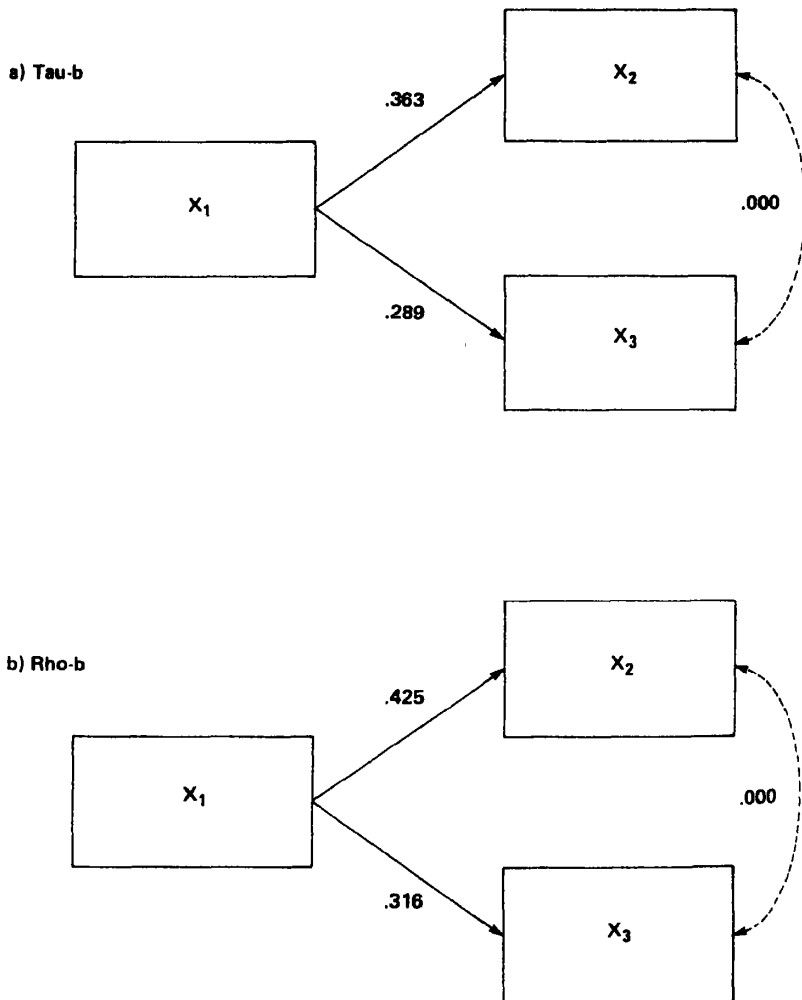 a) Tau-b
X₂
.363
X₁
.000
.289
X₃
b) Rho-b
X₂
.425
X₁
.000
.316
X₃